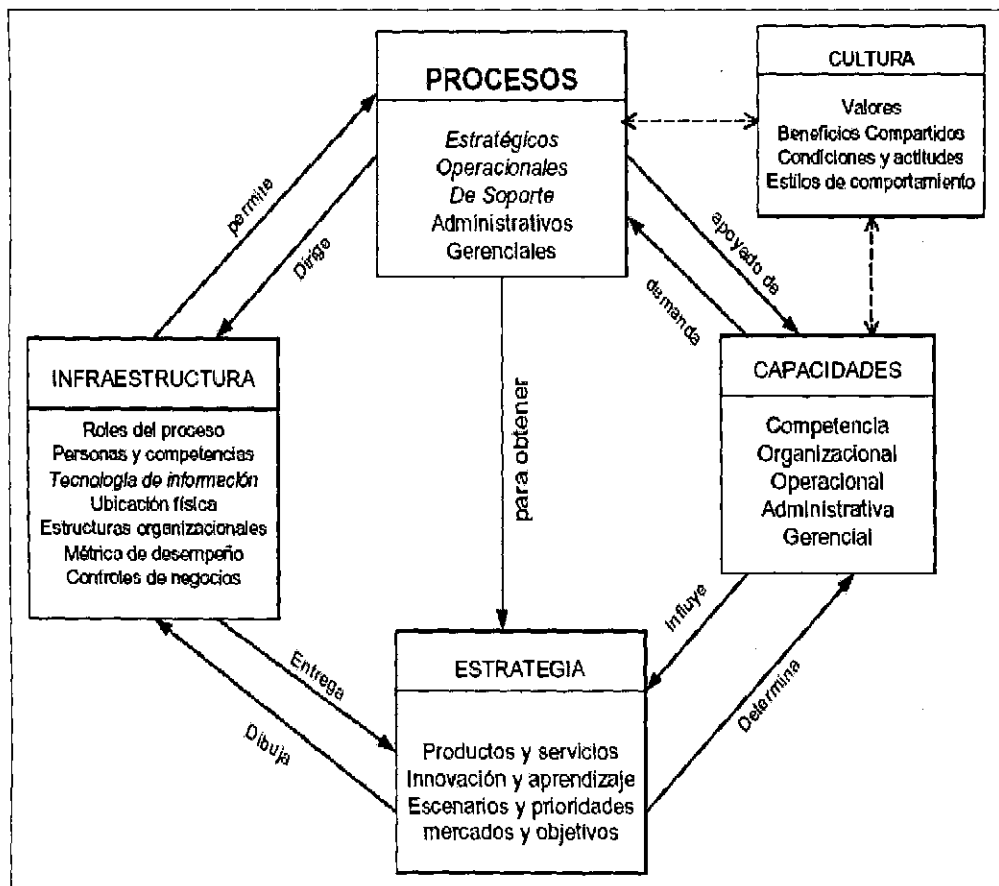 PROCESOS
Estratégicos
Operacionales
De Soporte
Administrativos
Gerenciales
CULTURA
Valores
Beneficios Compartidos
Condiciones y actitudes
Estilos de comportamiento
permite
Dirige
apoyado de
demanda
INFRAESTRUCTURA
Roles del proceso
Personas y competencias
Tecnología de información
Ubicación física
Estructuras organizacionales
Métrica de desempeño
Controles de negocios
para obtener
CAPACIDADES
Competencia
Organizacional
Operacional
Administrativa
Gerencial
Entrega
Dibuja
Influye
Determina
ESTRATEGIA
Productos y servicios
Innovación y aprendizaje
Escenarios y prioridades
mercados y objetivos